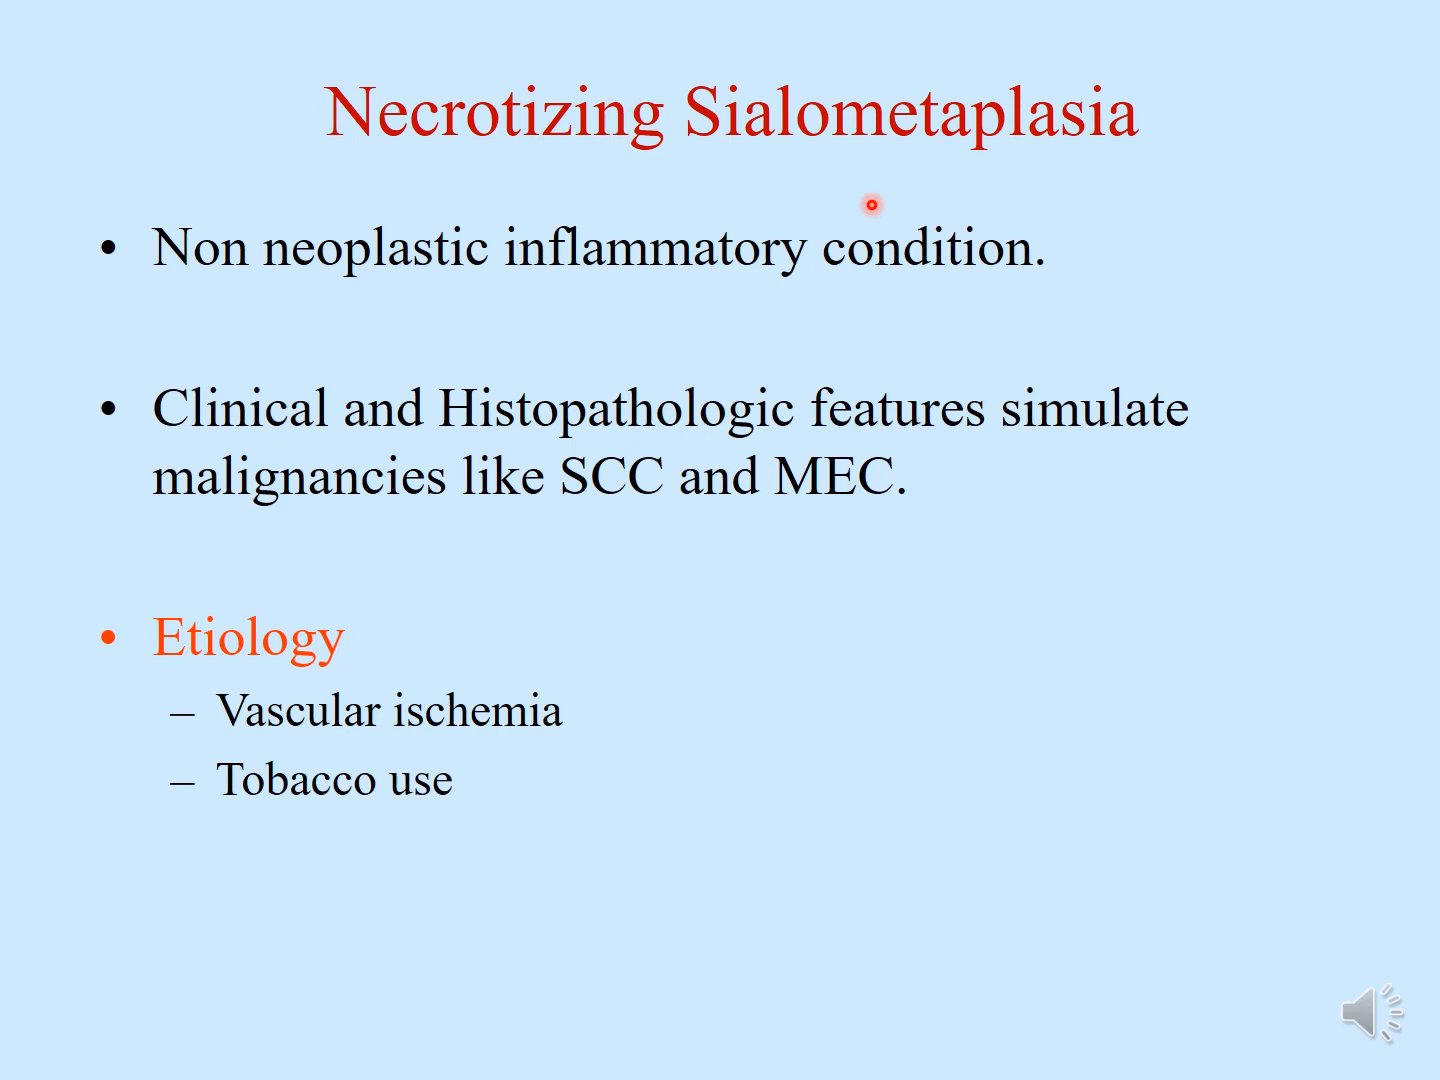 Necrotizing Sialometaplasia
• Non neoplastic inflammatory condition.
• Clinical and Histopathologic features simulate
malignancies like SCC and MEC.
• Etiology
– Vascular ischemia
– Tobacco use